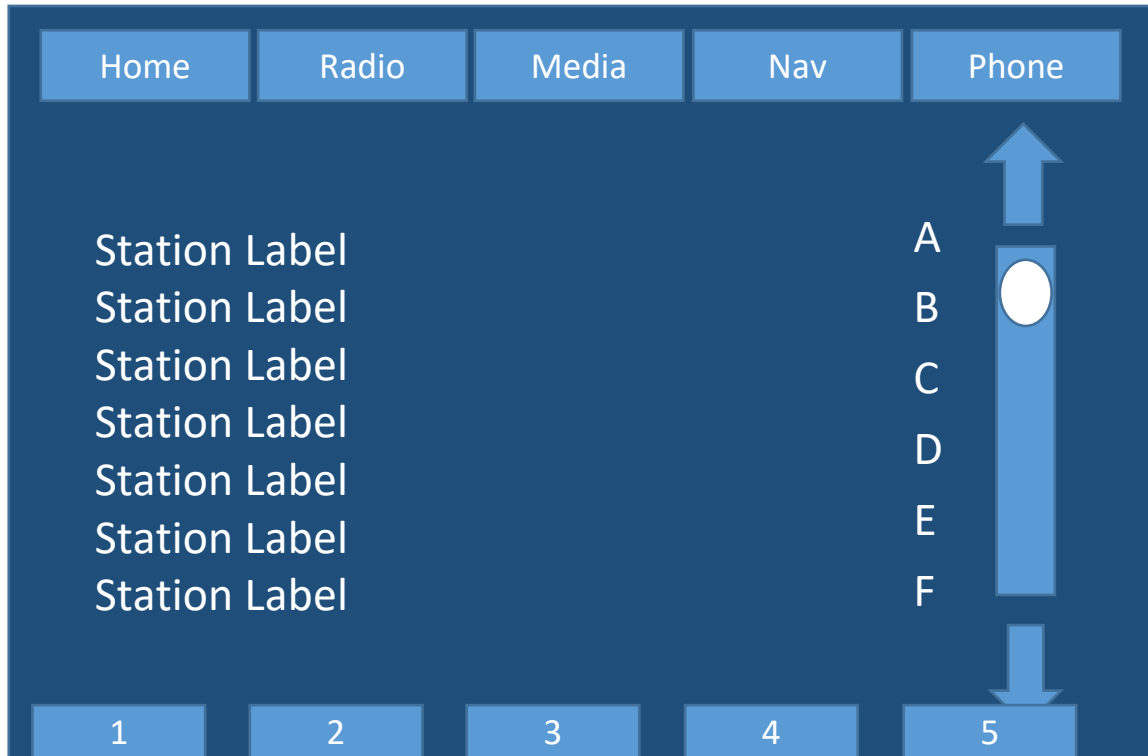 Home Radio Media Nav Phone
Station Label
Station Label
Station Label
Station Label
Station Label
Station Label
Station Label
A
B
C
D
E
F
1 2 3 4 5